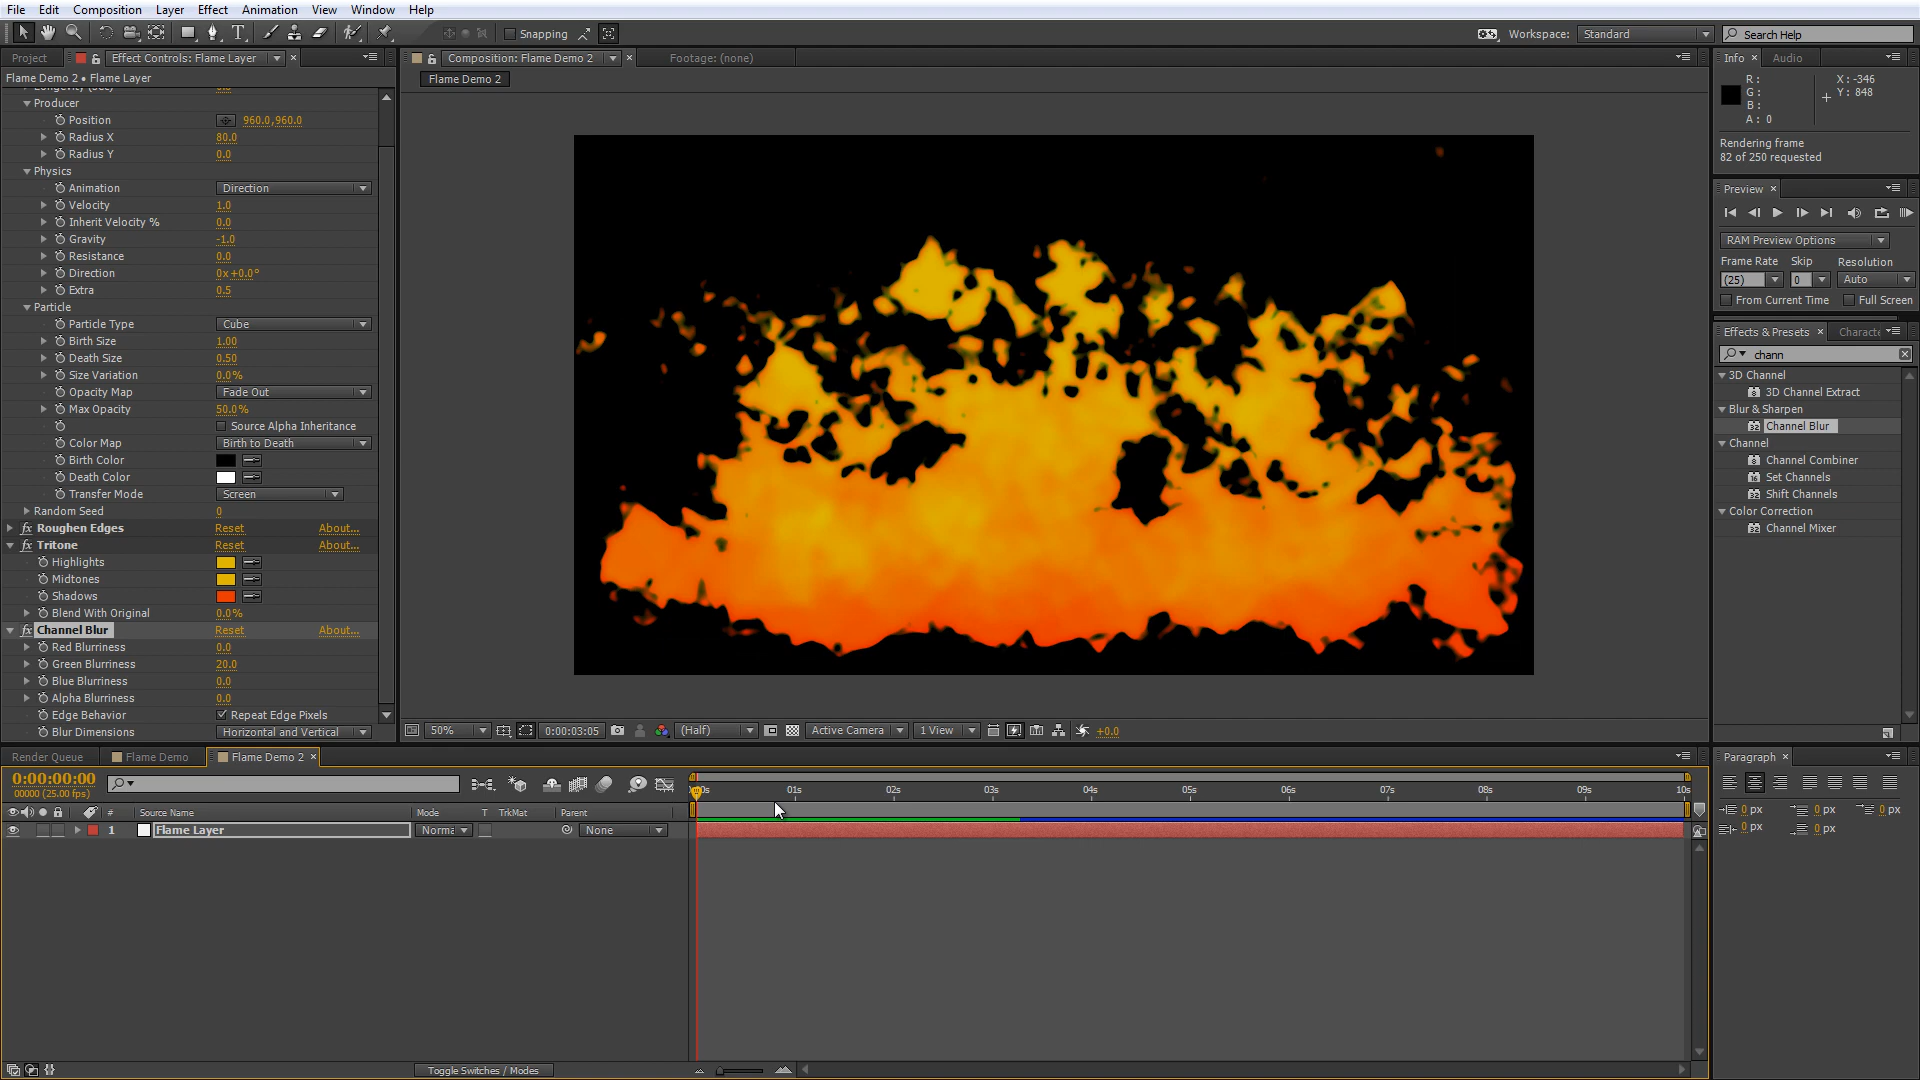 File Edit Composition Layer Effect Animation View Window Help
Snapping
Workspace: Standard
Search Help
Project
Effect Controls: Flame Layer
Composition: Flame Demo 2
Footage: (none)
Info
Audio
Flame Demo 2 • Flame Layer
Flame Demo 2
Longevity (sec)
Producer
Position 960.0,960.0
Radius X 80.0
Radius Y 0.0
Physics
Animation Direction
Velocity 1.0
Inherit Velocity % 0.0
Gravity -1.0
Resistance 0.0
Direction 0x+0.0°
Extra 0.5
Particle
Particle Type Cube
Birth Size 1.00
Death Size 0.50
Size Variation 0.0%
Opacity Map Fade Out
Max Opacity 50.0%
Source Alpha Inheritance
Color Map Birth to Death
Birth Color
Death Color
Transfer Mode Screen
Random Seed 0
fx Roughen Edges Reset About...
fx Tritone Reset About...
Highlights
Midtones
Shadows
Blend With Original 0.0%
fx Channel Blur Reset About...
Red Blurriness 0.0
Green Blurriness 20.0
Blue Blurriness 0.0
Alpha Blurriness 0.0
Edge Behavior Repeat Edge Pixels
Blur Dimensions Horizontal and Vertical
50%
0:00:03:05
(Half)
Active Camera
1 View
+0.0
R :
G :
B :
A : 0
X : -346
Y : 848
Rendering frame
82 of 250 requested
Preview
RAM Preview Options
Frame Rate Skip Resolution
(25) 0 Auto
From Current Time Full Screen
Effects & Presets
Characte
chann
3D Channel
3D Channel Extract
Blur & Sharpen
Channel Blur
Channel
Channel Combiner
Set Channels
Shift Channels
Color Correction
Channel Mixer
Render Queue
Flame Demo
Flame Demo 2
0:00:00:00
00000 (25.00 fps)
# Source Name Mode T TrkMat Parent
0s 01s 02s 03s 04s 05s 06s 07s 08s 09s 10s
1 Flame Layer Norma None
Toggle Switches / Modes
Paragraph
0 px 0 px 0 px
0 px 0 px